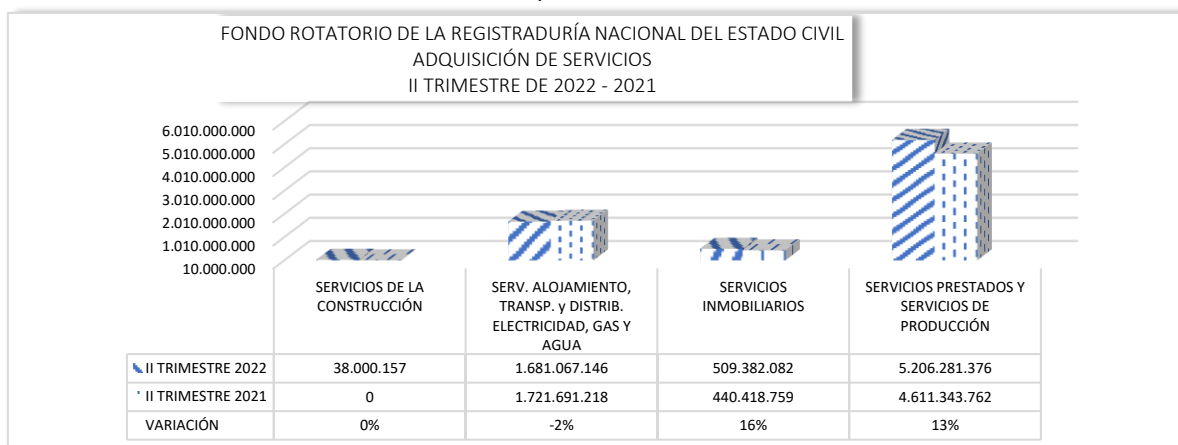 FONDO ROTATORIO DE LA REGISTRADURÍA NACIONAL DEL ESTADO CIVIL
ADQUISICIÓN DE SERVICIOS
II TRIMESTRE DE 2022 - 2021
6.010.000.000
5.010.000.000
4.010.000.000
3.010.000.000
2.010.000.000
1.010.000.000
10.000.000
SERVICIOS DE LA
CONSTRUCCIÓN
SERV. ALOJAMIENTO,
TRANSP. y DISTRIB.
ELECTRICIDAD, GAS Y
AGUA
SERVICIOS
INMOBILIARIOS
SERVICIOS PRESTADOS Y
SERVICIOS DE
PRODUCCIÓN
II TRIMESTRE 2022 38.000.157 1.681.067.146 509.382.082 5.206.281.376
II TRIMESTRE 2021 0 1.721.691.218 440.418.759 4.611.343.762
VARIACIÓN 0% -2% 16% 13%